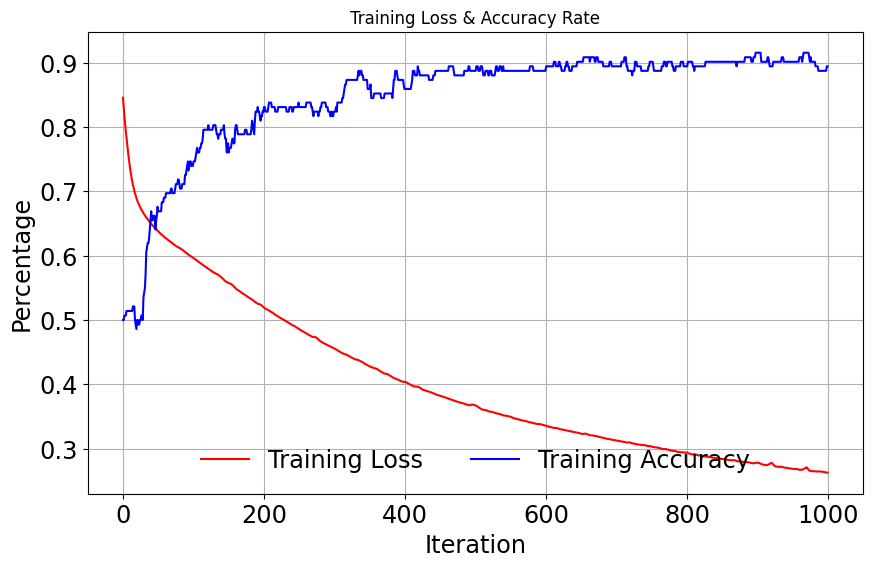 Training Loss & Accuracy Rate
0.9
0.8
0.7
0.6
0.5
0.4
0.3
Percentage
Training Loss
Training Accuracy
0
200
400
600
800
1000
Iteration